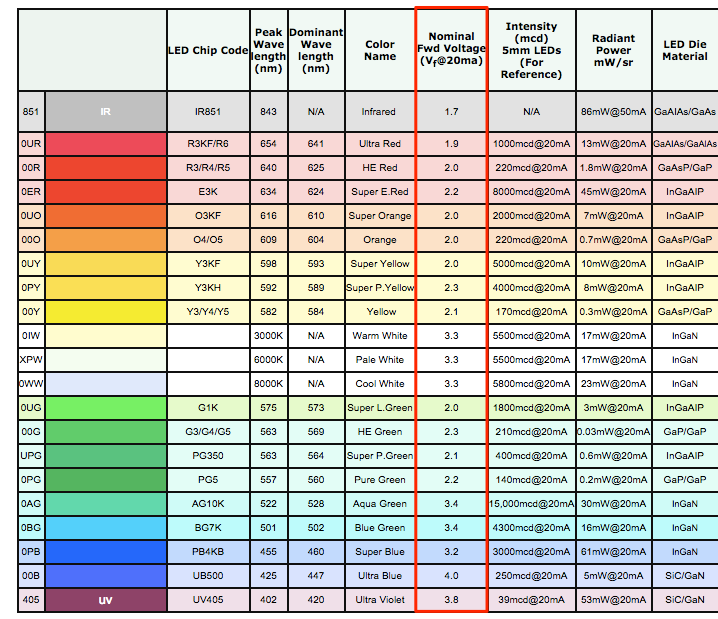 LED Chip Code Peak Wave length (nm) Dominant Wave length (nm) Color Name Nominal Fwd Voltage (Vf@20ma) Intensity (mcd) 5mm LEDs (For Reference) Radiant Power mW/sr LED Die Material
851 IR IR851 843 N/A Infrared 1.7 N/A 86mW@50mA GaAlAs/GaAs
0UR R3KF/R6 654 641 Ultra Red 1.9 1000mcd@20mA 13mW@20mA GaAlAs/GaAlAs
00R R3/R4/R5 640 625 HE Red 2.0 220mcd@20mA 1.8mW@20mA GaAsP/GaP
0ER E3K 634 624 Super E.Red 2.2 8000mcd@20mA 45mW@20mA InGaAlP
0UO O3KF 616 610 Super Orange 2.0 2000mcd@20mA 7mW@20mA InGaAlP
00O O4/O5 609 604 Orange 2.0 220mcd@20mA 0.7mW@20mA GaAsP/GaP
0UY Y3KF 598 593 Super Yellow 2.0 5000mcd@20mA 10mW@20mA InGaAlP
0PY Y3KH 592 589 Super P.Yellow 2.3 4000mcd@20mA 8mW@20mA InGaAlP
00Y Y3/Y4/Y5 582 584 Yellow 2.1 170mcd@20mA 0.3mW@20mA GaAsP/GaP
0IW 3000K N/A Warm White 3.3 5500mcd@20mA 17mW@20mA InGaN
XPW 6000K N/A Pale White 3.3 5500mcd@20mA 17mW@20mA InGaN
0WW 8000K N/A Cool White 3.3 5800mcd@20mA 23mW@20mA InGaN
0UG G1K 575 573 Super L.Green 2.0 1800mcd@20mA 3mW@20mA InGaAlP
00G G3/G4/G5 563 569 HE Green 2.3 210mcd@20mA 0.03mW@20mA GaP/GaP
UPG PG350 563 564 Super P.Green 2.1 400mcd@20mA 0.6mW@20mA InGaAlP
0PG PG5 557 560 Pure Green 2.2 140mcd@20mA 0.2mW@20mA GaP/GaP
0AG AG10K 522 528 Aqua Green 3.4 15,000mcd@20mA 30mW@20mA InGaN
0BG BG7K 501 502 Blue Green 3.4 4300mcd@20mA 16mW@20mA InGaN
0PB PB4KB 455 460 Super Blue 3.2 3000mcd@20mA 61mW@20mA InGaN
00B UB500 425 447 Ultra Blue 4.0 250mcd@20mA 5mW@20mA SiC/GaN
405 UV UV405 402 420 Ultra Violet 3.8 39mcd@20mA 53mW@20mA SiC/GaN